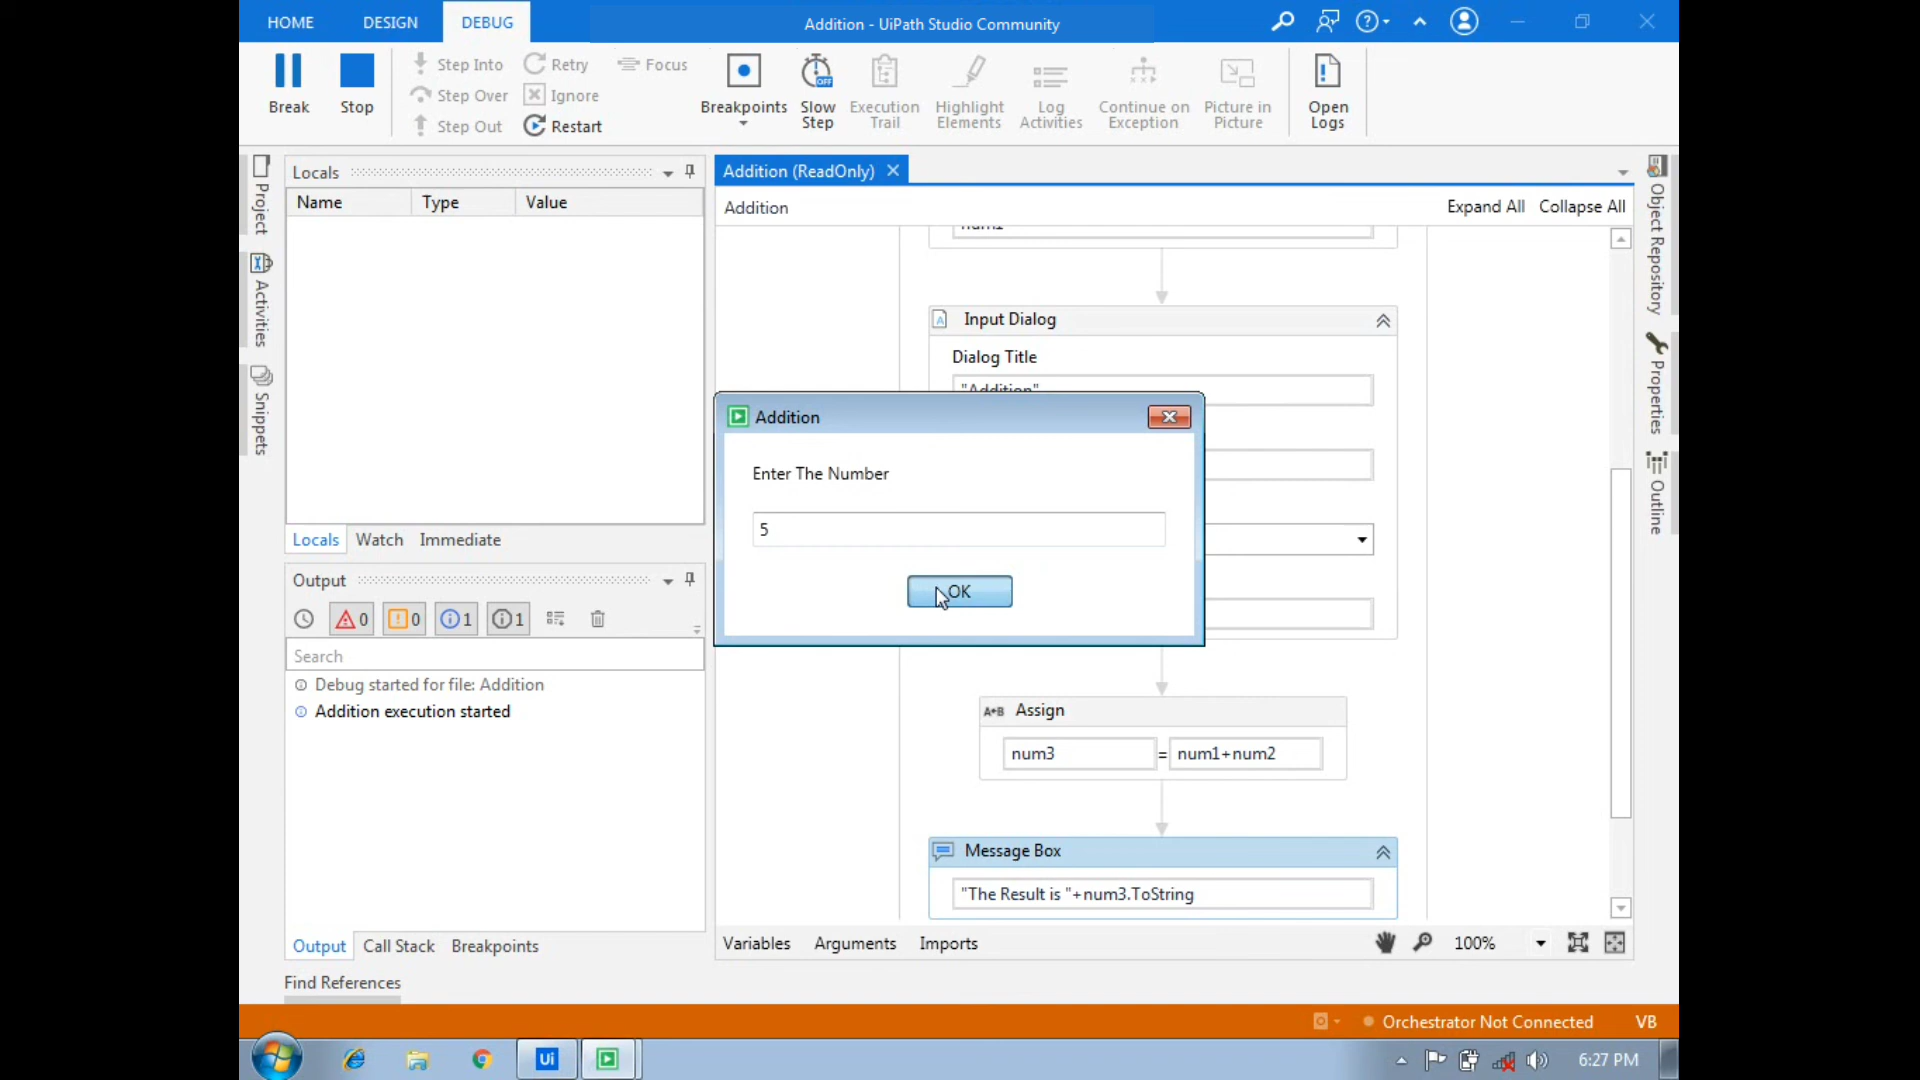 HOME DESIGN DEBUG Addition - UiPath Studio Community
Break Stop Step Into Retry Focus
Step Over Ignore
Step Out Restart
Breakpoints Slow Step OFF Execution Trail Highlight Elements Log Activities Continue on Exception Picture in Picture Open Logs
Project
Activities
Snippets
Locals
Name Type Value
Locals Watch Immediate
Output
0 0 1 1
Search
Debug started for file: Addition
Addition execution started
Output Call Stack Breakpoints
Find References
Addition (ReadOnly)
Addition Expand All Collapse All
num1
Input Dialog
Dialog Title
"Addition"
Addition
Enter The Number
5
OK
A+B Assign
num3 = num1+num2
Message Box
"The Result is "+num3.ToString
Variables Arguments Imports 100%
Object Repository
Properties
Outline
Orchestrator Not Connected VB
Ui
6:27 PM